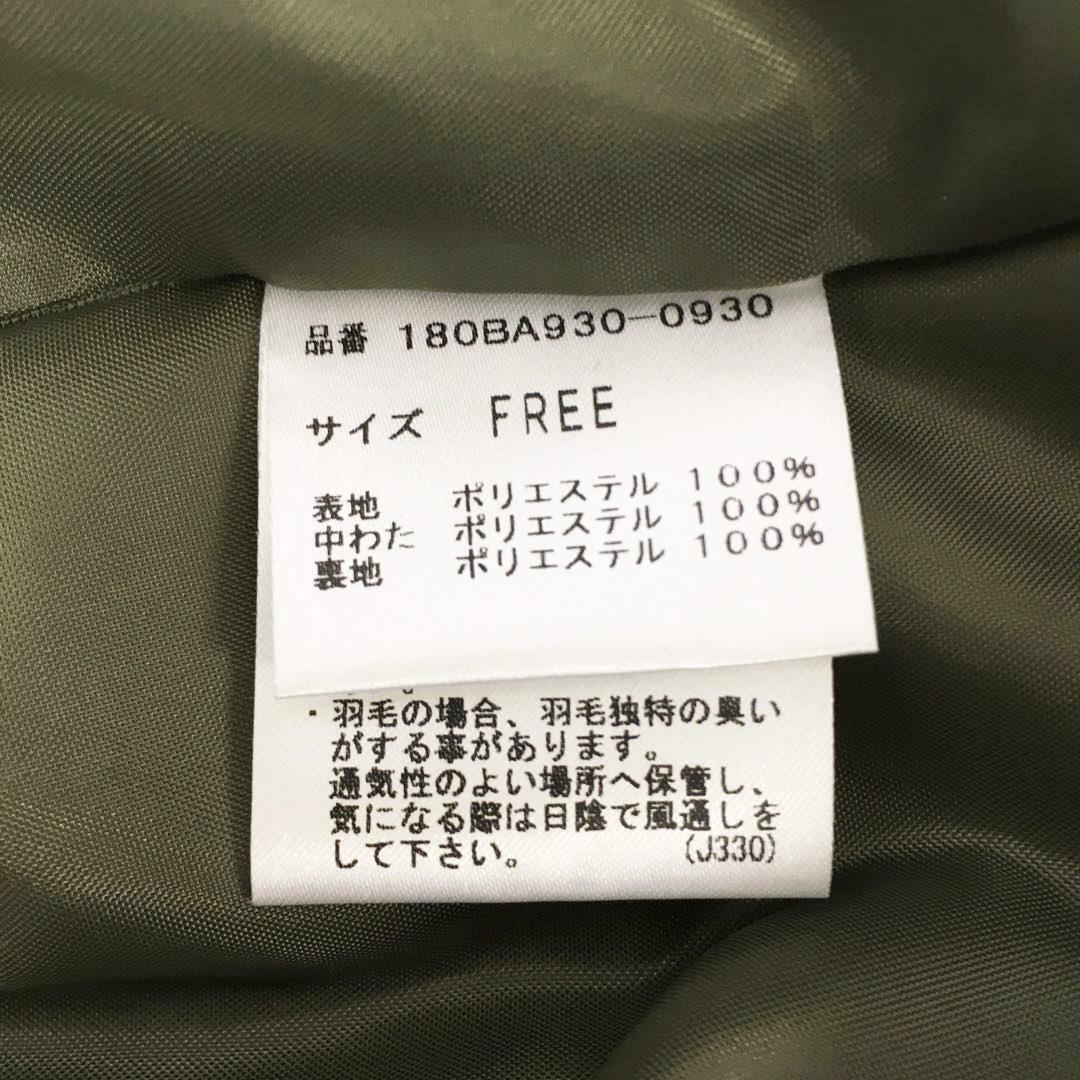 品番 180BA930-0930
サイズ FREE
表地 ポリエステル 100%
中わた ポリエステル 100%
裏地 ポリエステル 100%
・羽毛の場合、羽毛独特の臭い
がする事があります。
通気性のよい場所へ保管し、
気になる際は日陰で風通しを
して下さい。 (J330)